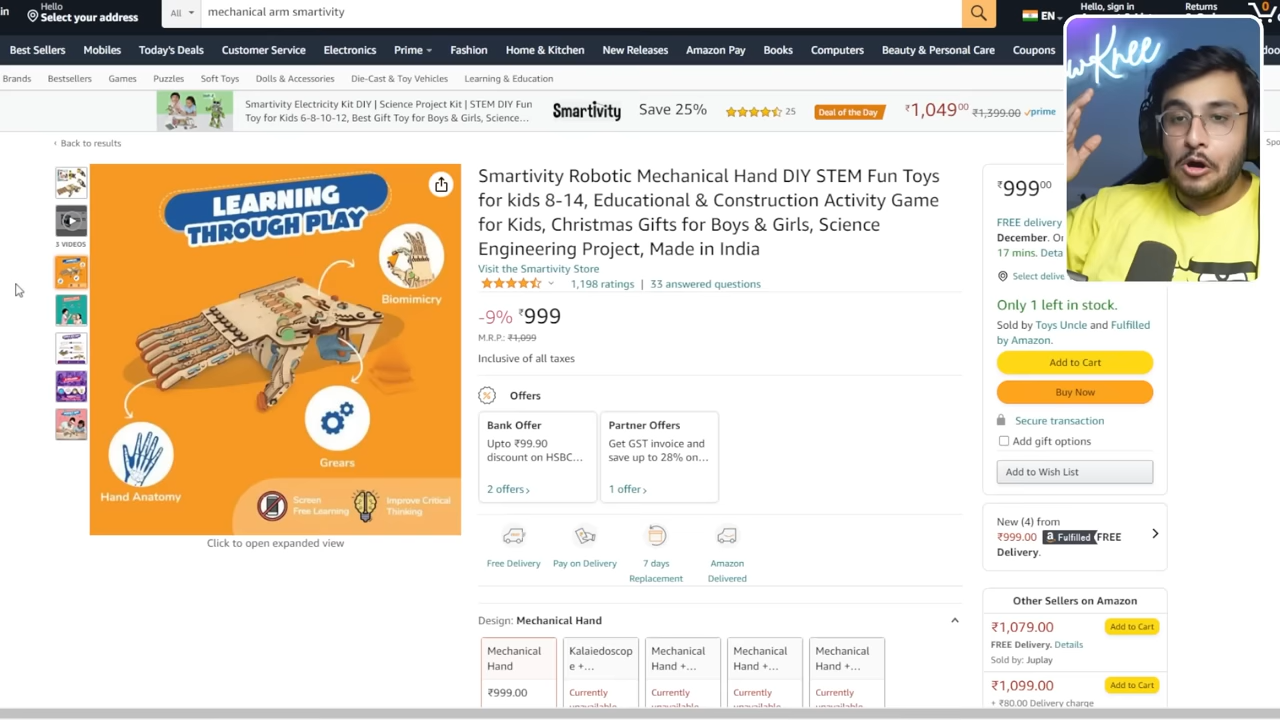 in
Hello
Select your address
All
mechanical arm smartivity
EN
Hello, sign in
Returns
0
Best Sellers
Mobiles
Today's Deals
Customer Service
Electronics
Prime
Fashion
Home & Kitchen
New Releases
Amazon Pay
Books
Computers
Beauty & Personal Care
Coupons
Brands
Bestsellers
Games
Puzzles
Soft Toys
Dolls & Accessories
Die-Cast & Toy Vehicles
Learning & Education
Smartivity Electricity Kit DIY | Science Project Kit | STEM DIY Fun
Toy for Kids 6-8-10-12, Best Gift Toy for Boys & Girls, Science...
Smartivity
Save 25%
25
Deal of the Day
₹1,04900
₹1,399.00
prime
‹ Back to results
3 VIDEOS
LEARNING
THROUGH PLAY
Biomimicry
Grears
Hand Anatomy
Screen
Free Learning
Improve Critical
Thinking
Click to open expanded view
Smartivity Robotic Mechanical Hand DIY STEM Fun Toys
for kids 8-14, Educational & Construction Activity Game
for Kids, Christmas Gifts for Boys & Girls, Science
Engineering Project, Made in India
Visit the Smartivity Store
1,198 ratings | 33 answered questions
-9% ₹999
M.R.P.: ₹1,099
Inclusive of all taxes
Offers
Bank Offer
Upto ₹99.90
discount on HSBC...
2 offers›
Partner Offers
Get GST invoice and
save up to 28% on...
1 offer›
Free Delivery
Pay on Delivery
7 days
Replacement
Amazon
Delivered
Design: Mechanical Hand
Mechanical
Hand
₹999.00
Kalaiedoscop
e +...
Currently
unavailable
Mechanical
Hand +...
Currently
unavailable
Mechanical
Hand +...
Currently
unavailable
Mechanical
Hand +...
Currently
unavailable
₹99900
FREE delivery
December. Or
17 mins.
Select
Only 1 left in stock.
Sold by Toys Uncle and Fulfilled
by Amazon.
Add to Cart
Buy Now
Secure transaction
Add gift options
Add to Wish List
New (4) from
₹999.00 a Fulfilled FREE
Delivery.
Other Sellers on Amazon
₹1,079.00
Add to Cart
FREE Delivery. Details
Sold by: Juplay
₹1,099.00
Add to Cart
+ ₹80.00 Delivery charge
wKnee